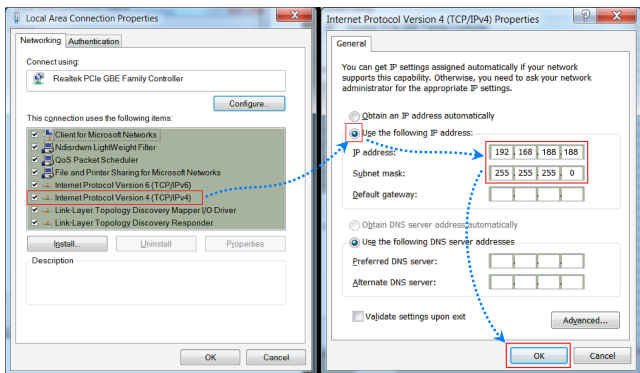 Local Area Connection Properties
Networking
Authentication
Connect using:
Realtek PCIe GBE Family Controller
Configure...
This connection uses the following items:
Client for Microsoft Networks
Ndisrdwm LightWeight Filter
QoS Packet Scheduler
File and Printer Sharing for Microsoft Networks
Internet Protocol Version 6 (TCP/IPv6)
Internet Protocol Version 4 (TCP/IPv4)
Link-Layer Topology Discovery Mapper I/O Driver
Link-Layer Topology Discovery Responder
Install...
Uninstall
Properties
Description
OK
Cancel
Internet Protocol Version 4 (TCP/IPv4) Properties
General
You can get IP settings assigned automatically if your network
supports this capability. Otherwise, you need to ask your network
administrator for the appropriate IP settings.
Obtain an IP address automatically
Use the following IP address:
IP address:
192 . 168 . 188 . 188
Subnet mask:
255 . 255 . 255 . 0
Default gateway:
Obtain DNS server address automatically
Use the following DNS server addresses
Preferred DNS server:
Alternate DNS server:
Validate settings upon exit
Advanced...
OK
Cancel